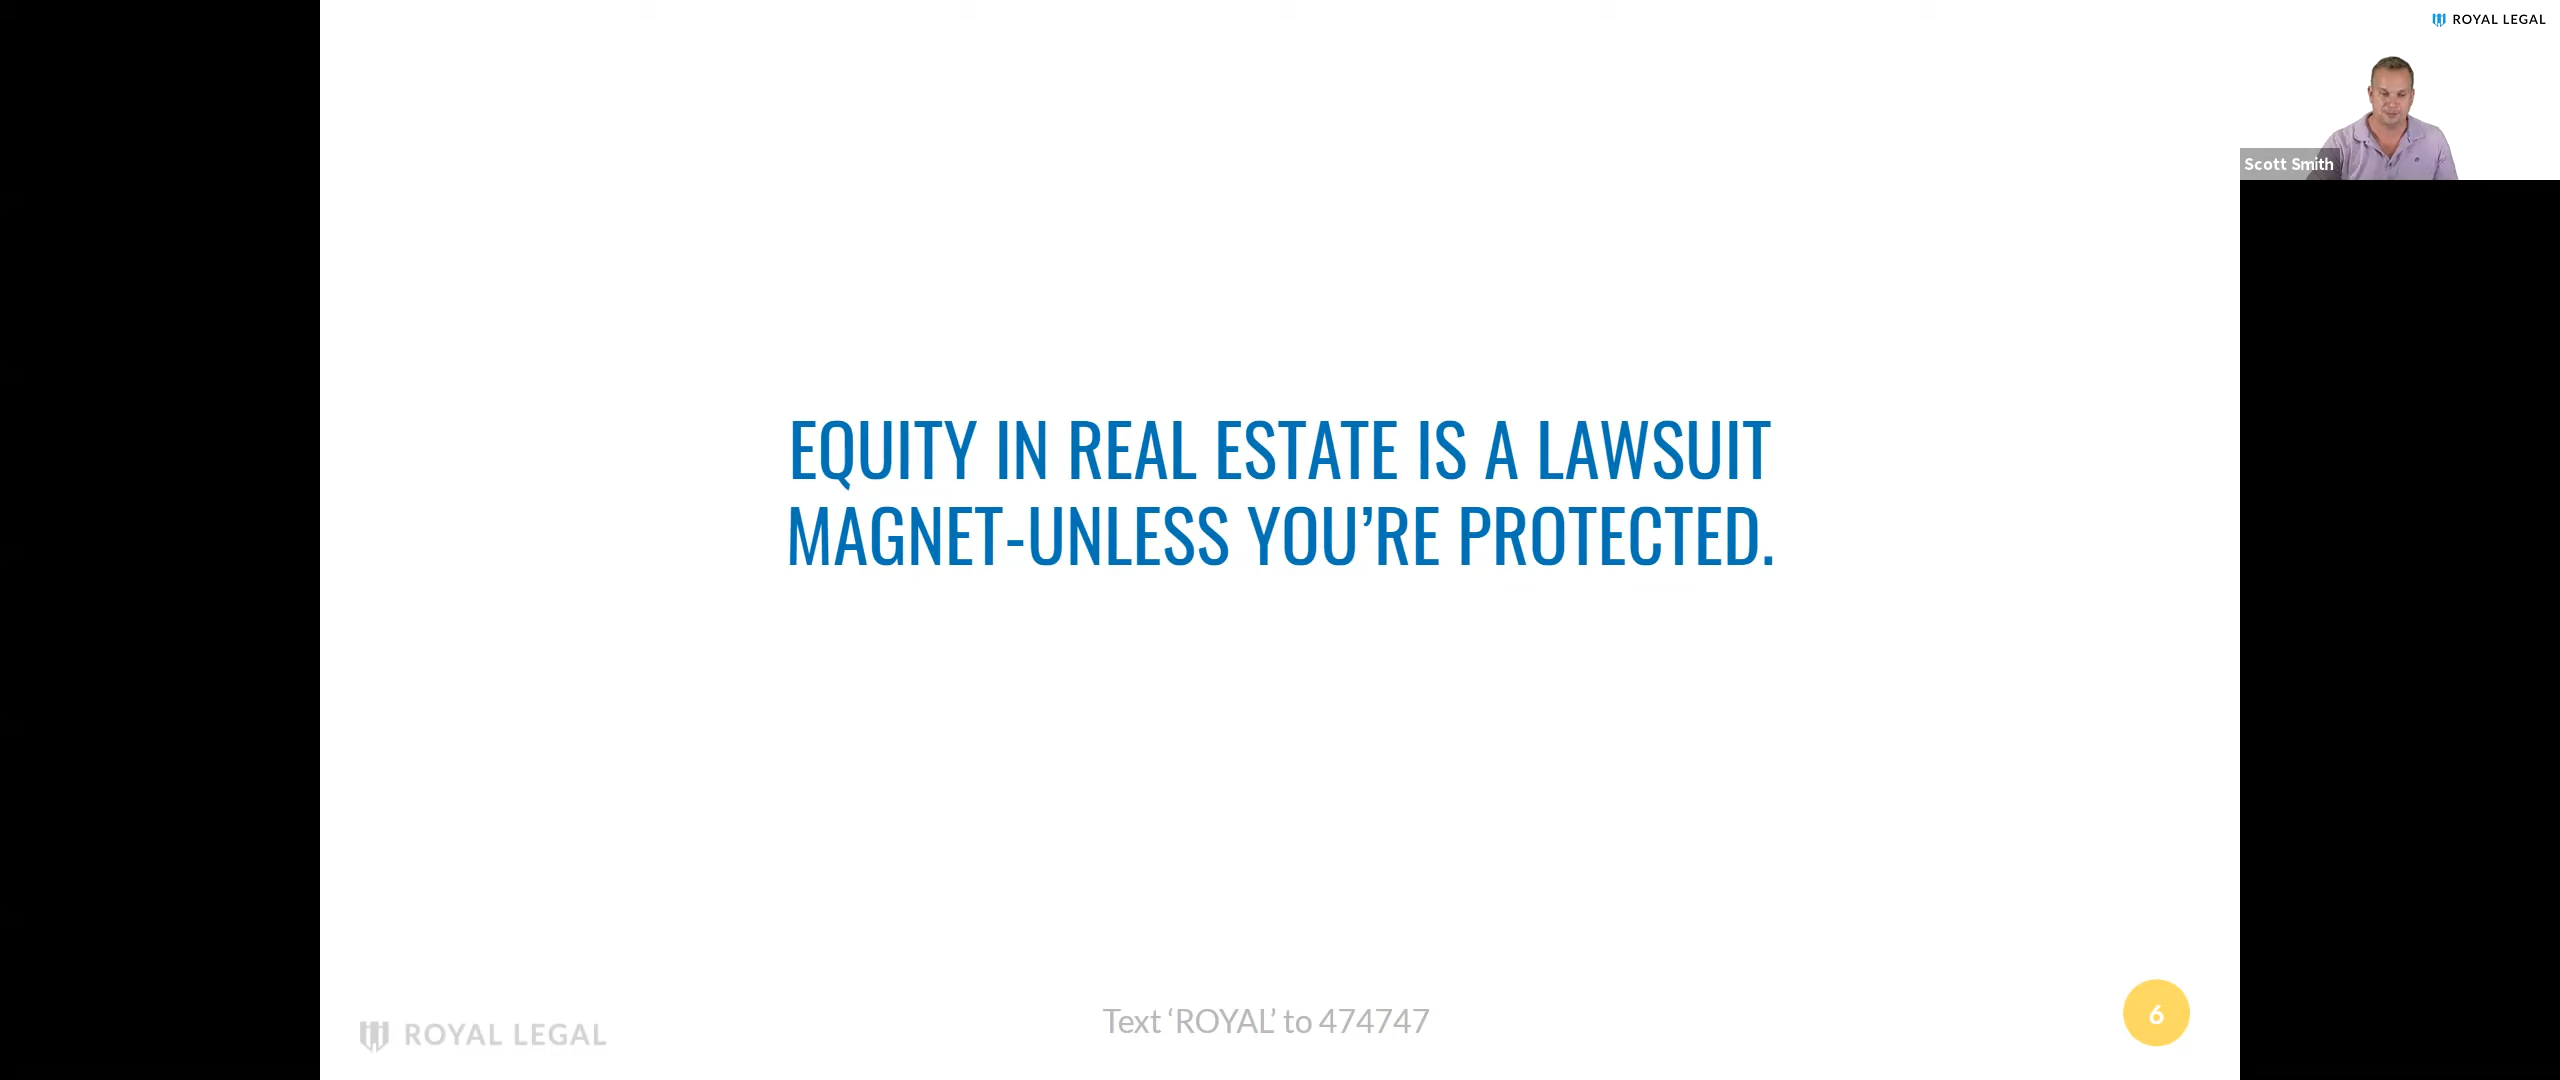 ROYAL LEGAL
Scott Smith
EQUITY IN REAL ESTATE IS A LAWSUIT
MAGNET-UNLESS YOU’RE PROTECTED.
ROYAL LEGAL
Text ‘ROYAL’ to 474747
6